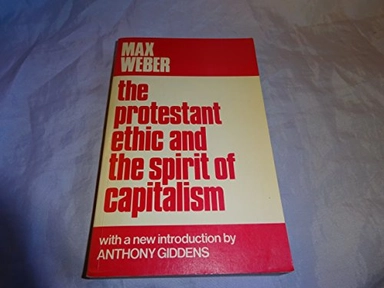 MAX
WEBER
the
protestant
ethic and
the spirit of
capitalism
with a new introduction by
ANTHONY GIDDENS